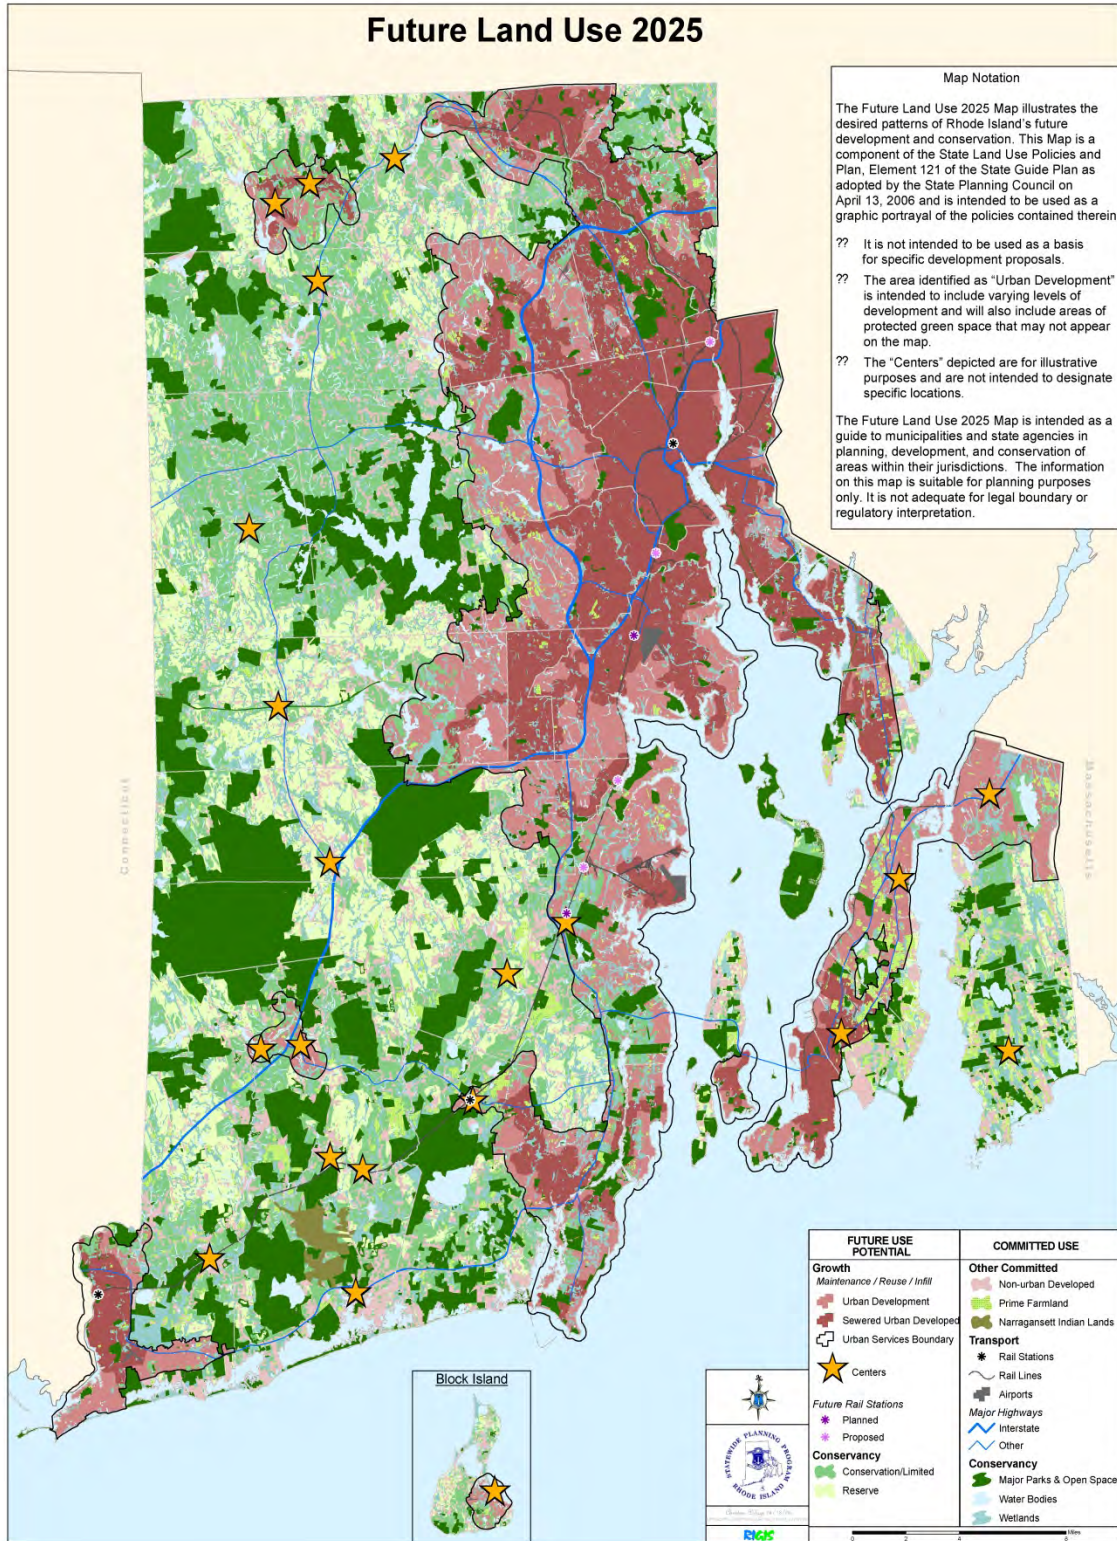 Future Land Use 2025
Map Notation
The Future Land Use 2025 Map illustrates the
desired patterns of Rhode Island's future
development and conservation. This Map is a
component of the State Land Use Policies and
Plan, Element 121 of the State Guide Plan as
adopted by the State Planning Council on
April 13, 2006 and is intended to be used as a
graphic portrayal of the policies contained therein
?? It is not intended to be used as a basis
for specific development proposals.
?? The area identified as "Urban Development"
is intended to include varying levels of
development and will also include areas of
protected green space that may not appear
on the map.
?? The "Centers" depicted are for illustrative
purposes and are not intended to designate
specific locations.
The Future Land Use 2025 Map is intended as a
guide to municipalities and state agencies in
planning, development, and conservation of
areas within their jurisdictions. The information
on this map is suitable for planning purposes
only. It is not adequate for legal boundary or
regulatory interpretation.
Connecticut
Massachusetts
Block Island
STATEWIDE PLANNING PROGRAM
RHODE ISLAND
RIGIS
FUTURE USE
POTENTIAL
Growth
Maintenance / Reuse / Infill
Urban Development
Sewered Urban Developed
Urban Services Boundary
Centers
Future Rail Stations
Planned
Proposed
Conservancy
Conservation/Limited
Reserve
COMMITTED USE
Other Committed
Non-urban Developed
Prime Farmland
Narragansett Indian Lands
Transport
Rail Stations
Rail Lines
Airports
Major Highways
Interstate
Other
Conservancy
Major Parks & Open Space
Water Bodies
Wetlands
0 2 4 8
Miles